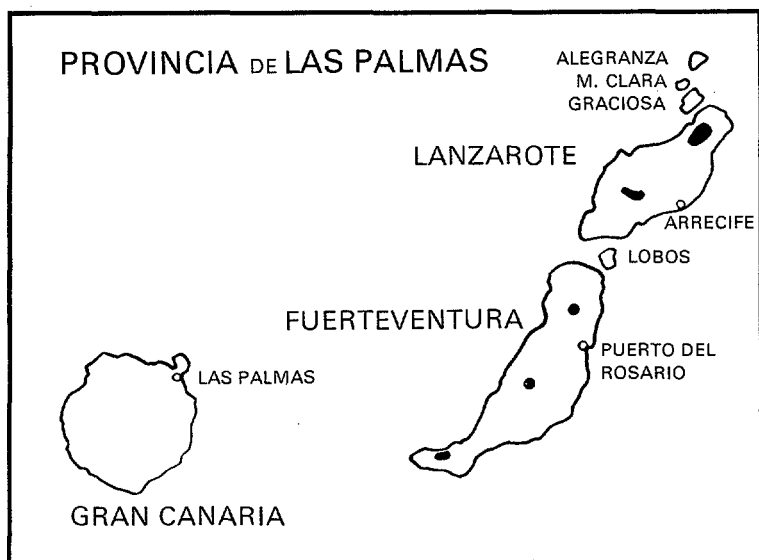 PROVINCIA DE LAS PALMAS
ALEGRANZA
M. CLARA
GRACIOSA
LANZAROTE
ARRECIFE
LOBOS
FUERTEVENTURA
PUERTO DEL
ROSARIO
LAS PALMAS
GRAN CANARIA